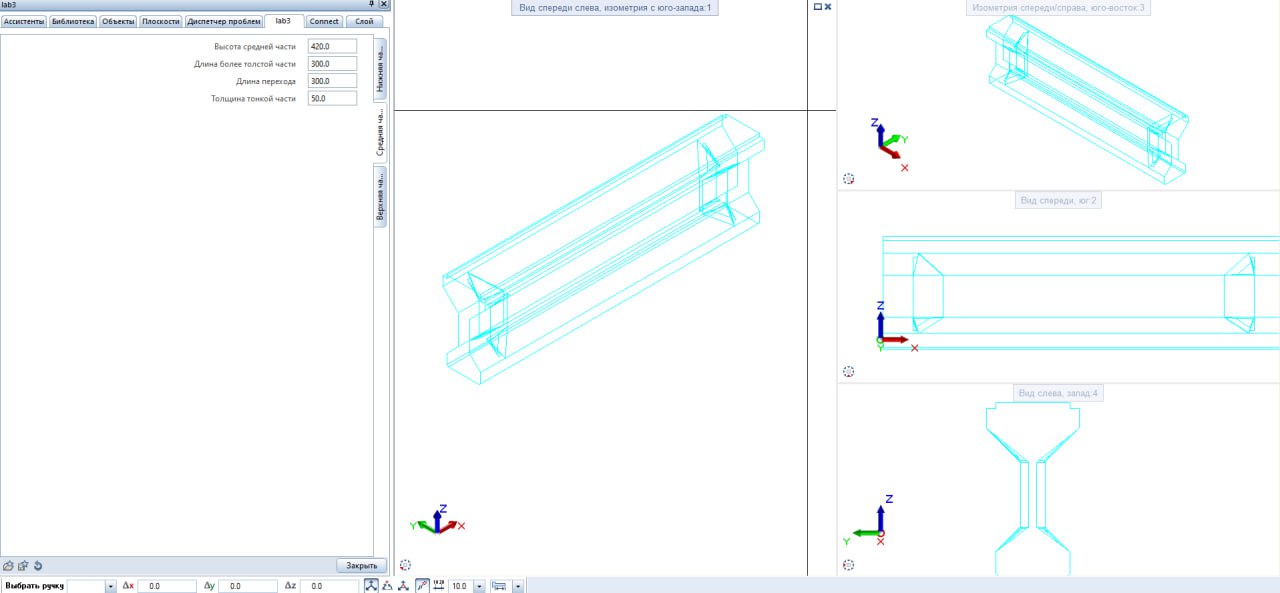 lab3
Ассистенты Библиотека Объекты Плоскости Диспетчер проблем lab3 Connect Слой
Высота средней части 420.0
Длина более толстой части 300.0
Длина перехода 300.0
Толщина тонкой части 50.0
Нижняя ча...
Средняя ча...
Верхняя ча...
Закрыть
Вид спереди слева, изометрия с юго-запада:1
Z
Y
X
Изометрия спереди/справа, юго-восток:3
Z
Y
X
Вид спереди, юг:2
Z
Y
X
Вид слева, запад:4
Z
Y
X
Выбрать ручку Δx 0.0 Δy 0.0 Δz 0.0 10.0